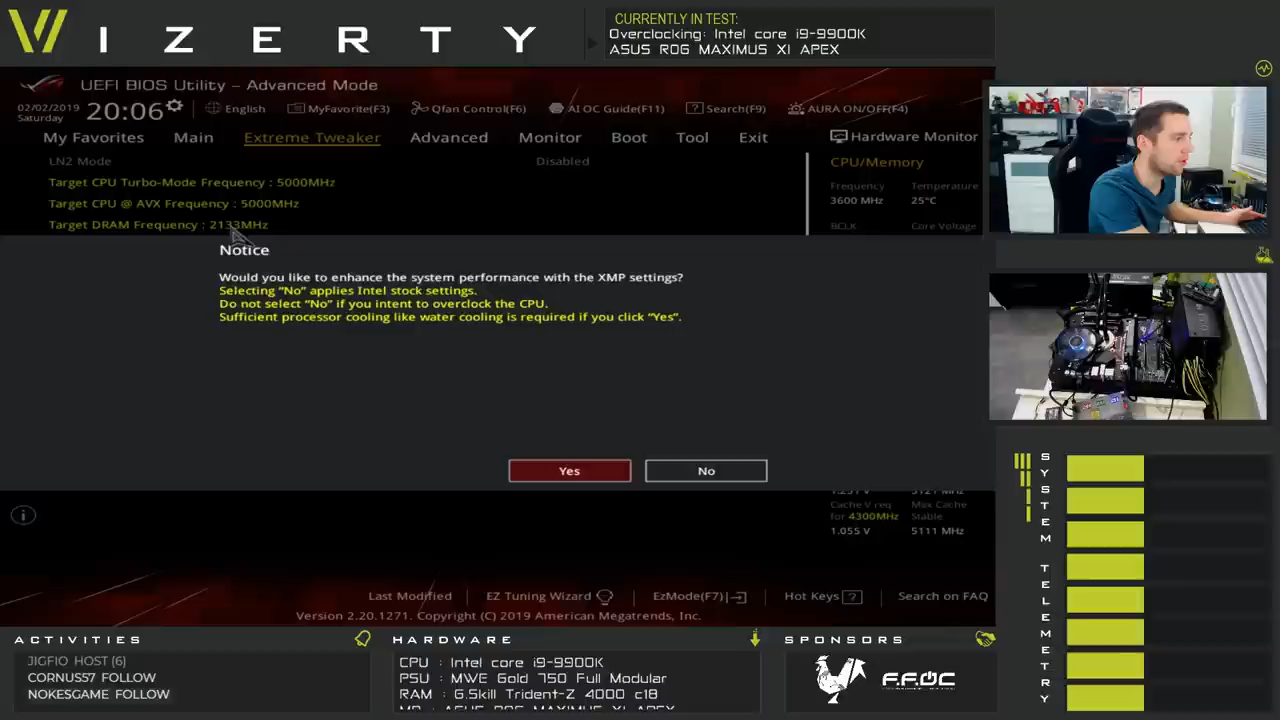 WIZERTY
CURRENTLY IN TEST:
Overclocking: Intel core i9-9900K
ASUS ROG MAXIMUS XI APEX
UEFI BIOS Utility – Advanced Mode
02/02/2019
Saturday
20:06
English
MyFavorite(F3)
Qfan Control(F6)
AI OC Guide(F11)
Search(F9)
AURA ON/OFF(F4)
My Favorites
Main
Extreme Tweaker
Advanced
Monitor
Boot
Tool
Exit
Hardware Monitor
LN2 Mode
Disabled
Target CPU Turbo-Mode Frequency : 5000MHz
Target CPU @ AVX Frequency : 5000MHz
Target DRAM Frequency : 2133MHz
CPU/Memory
Frequency
Temperature
3600 MHz
25°C
BCLK
Core Voltage
Notice
Would you like to enhance the system performance with the XMP settings?
Selecting "No" applies Intel stock settings.
Do not select "No" if you intent to overclock the CPU.
Sufficient processor cooling like water cooling is required if you click "Yes".
Yes
No
Cache V req
Max Cache
for 4300MHz
Stable
1.055 V
5111 MHz
Last Modified
EZ Tuning Wizard
EzMode(F7)
Hot Keys
?
Search on FAQ
Version 2.20.1271. Copyright (C) 2019 American Megatrends, Inc.
ACTIVITIES
JIGFIO HOST (6)
CORNUS57 FOLLOW
NOKESGAME FOLLOW
HARDWARE
CPU : Intel core i9-9900K
PSU : MWE Gold 750 Full Modular
RAM : G.Skill Trident-Z 4000 c18
SPONSORS
F.F.OC
SYSTEM TELEMETRY